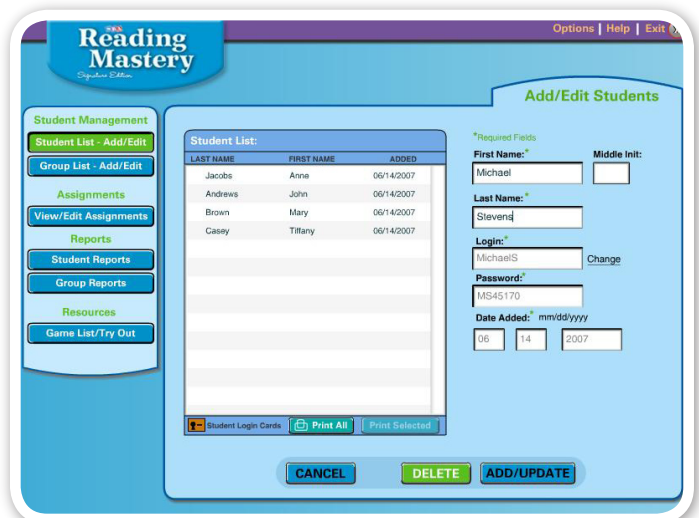 Options | Help | Exit
SRA
Reading
Mastery
Signature Edition
Add/Edit Students
Student Management
Student List - Add/Edit
Group List - Add/Edit
Assignments
View/Edit Assignments
Reports
Student Reports
Group Reports
Resources
Game List/Try Out
Student List:
LAST NAME FIRST NAME ADDED
Jacobs Anne 06/14/2007
Andrews John 06/14/2007
Brown Mary 06/14/2007
Casey Tiffany 06/14/2007
Student Login Cards Print All Print Selected
*Required Fields
First Name:* Middle Init:
Michael
Last Name:*
Stevens
Login:*
MichaelS Change
Password:*
MS45170
Date Added:* mm/dd/yyyy
06 14 2007
CANCEL DELETE ADD/UPDATE